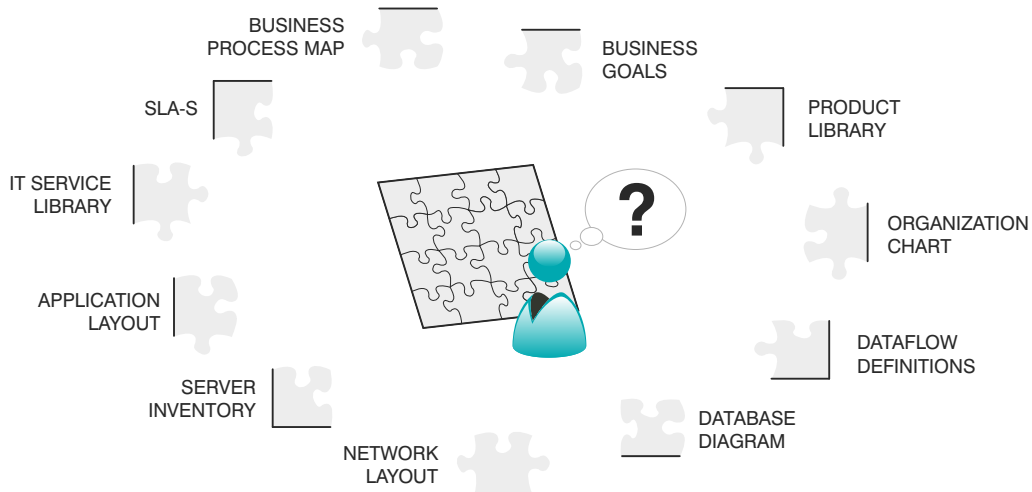 BUSINESS
PROCESS MAP
BUSINESS
GOALS
SLA-S
PRODUCT
LIBRARY
IT SERVICE
LIBRARY
?
ORGANIZATION
CHART
APPLICATION
LAYOUT
DATAFLOW
DEFINITIONS
SERVER
INVENTORY
DATABASE
DIAGRAM
NETWORK
LAYOUT